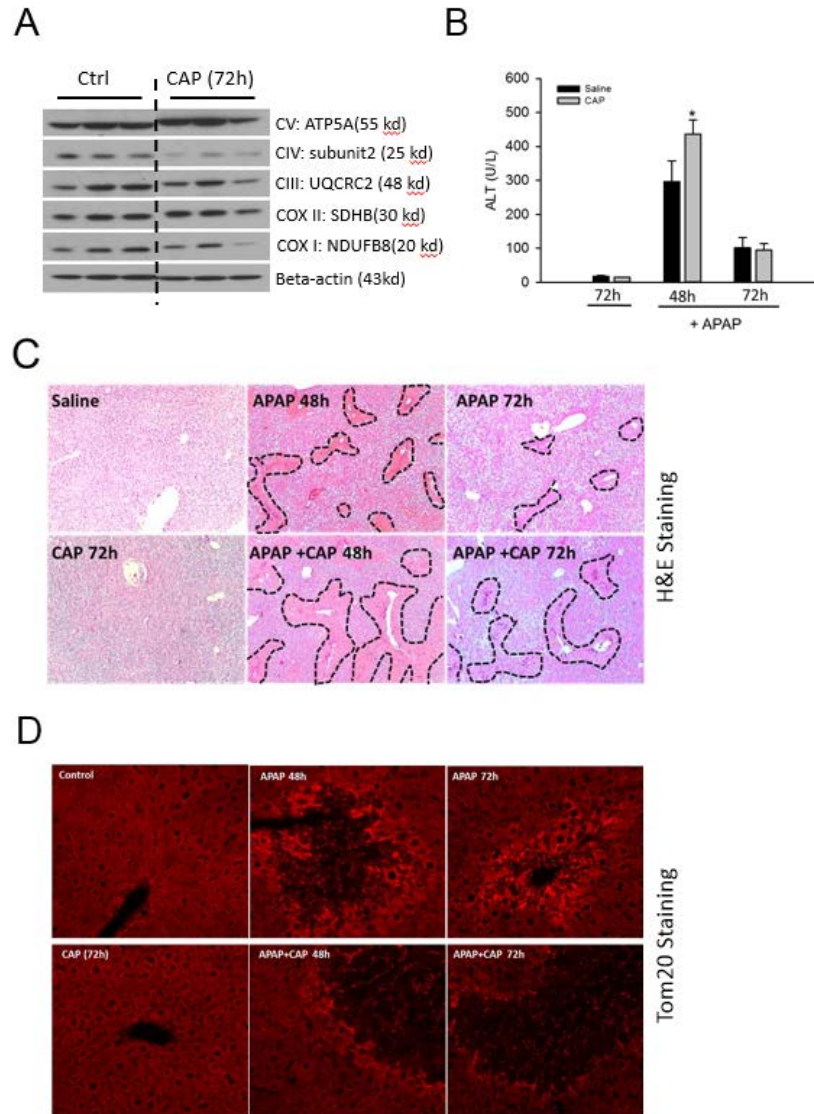 A
Ctrl
CAP (72h)
CV: ATP5A(55 kd)
CIV: subunit2 (25 kd)
CIII: UQCRC2 (48 kd)
COX II: SDHB(30 kd)
COX I: NDUFB8(20 kd)
Beta-actin (43kd)
B
600
500
400
300
200
100
0
ALT (U/L)
Saline
CAP
*
72h
48h
72h
+ APAP
C
Saline
APAP 48h
APAP 72h
CAP 72h
APAP +CAP 48h
APAP +CAP 72h
H&E Staining
D
Control
APAP 48h
APAP 72h
CAP (72h)
APAP+CAP 48h
APAP+CAP 72h
Tom20 Staining